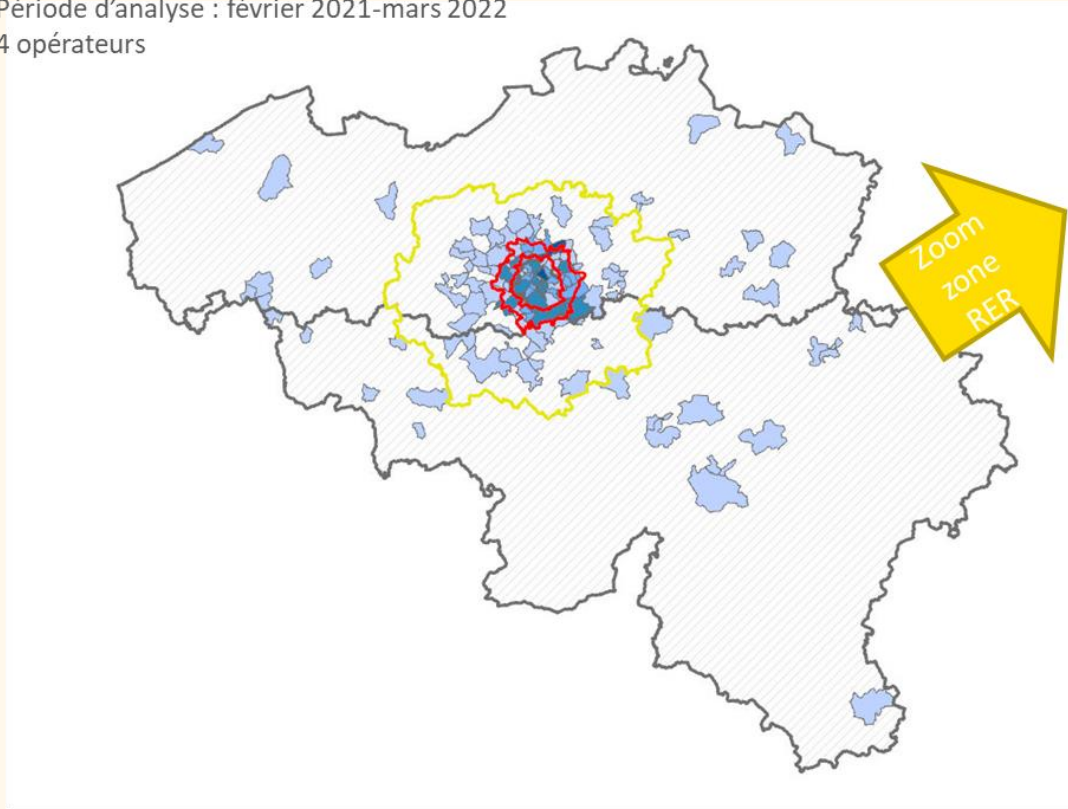 Période d'analyse : février 2021-mars 2022
4 opérateurs
Zoom
zone
RER